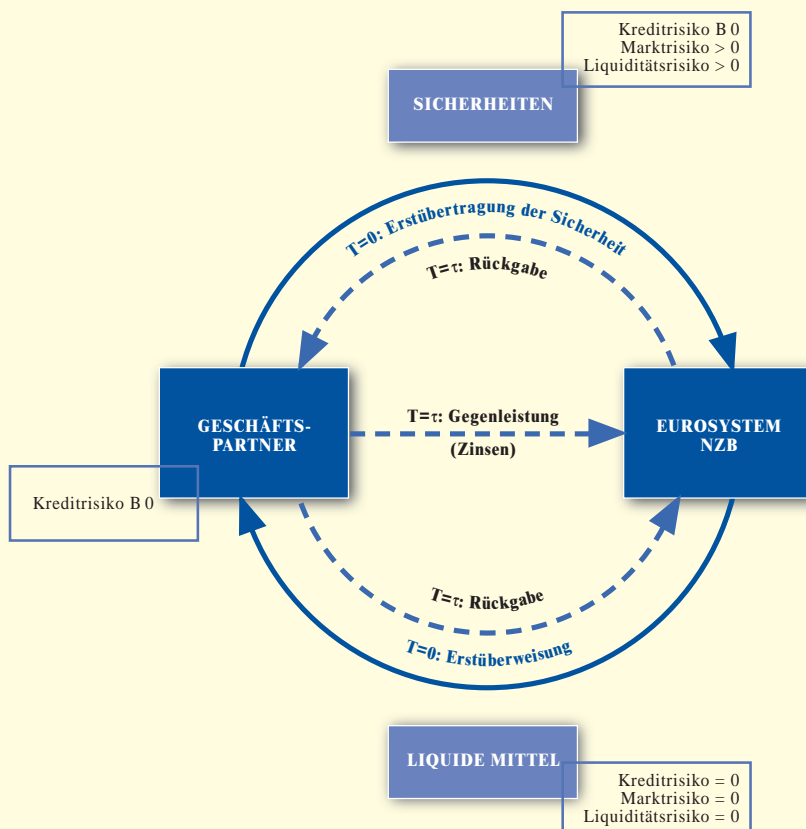 Kreditrisiko B 0
Marktrisiko > 0
Liquiditätsrisiko > 0
SICHERHEITEN
T=0: Erstübertragung der Sicherheit
T=τ: Rückgabe
GESCHÄFTS-
PARTNER
T=τ: Gegenleistung
(Zinsen)
EUROSYSTEM
NZB
Kreditrisiko B 0
T=τ: Rückgabe
T=0: Erstüberweisung
LIQUIDE MITTEL
Kreditrisiko = 0
Marktrisiko = 0
Liquiditätsrisiko = 0